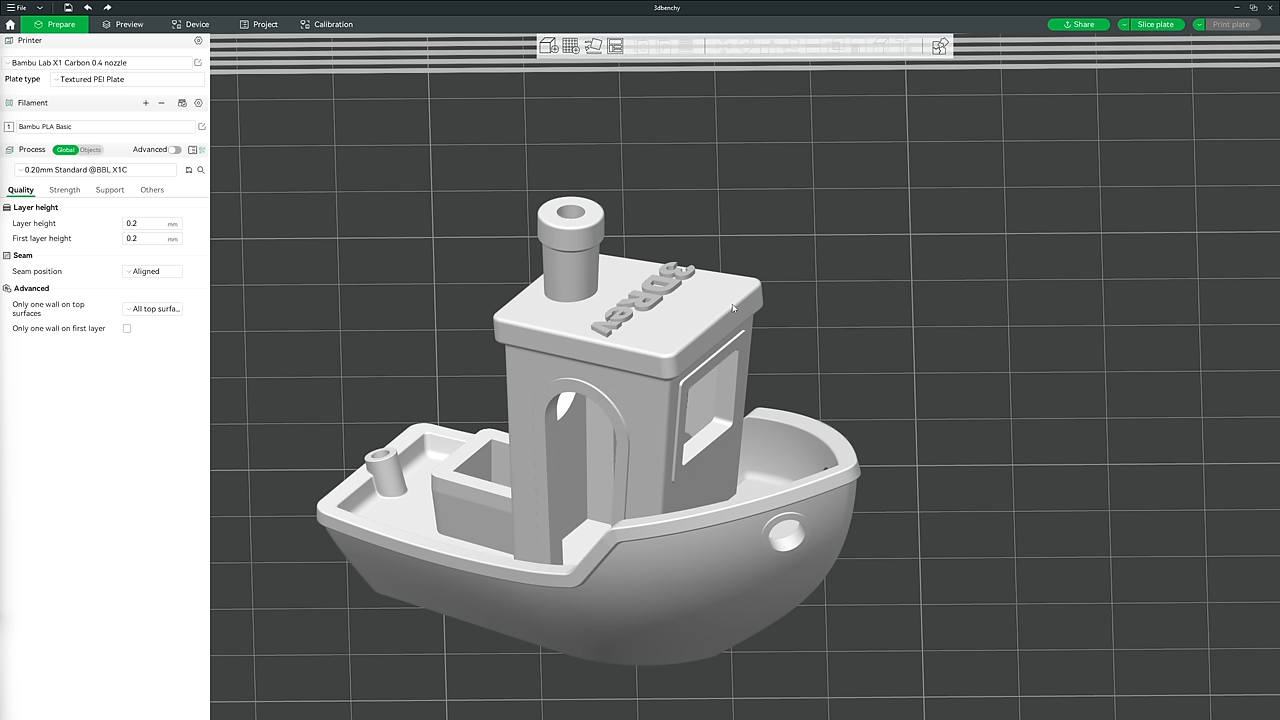 File
3dbenchy
Prepare
Preview
Device
Project
Calibration
Share
Slice plate
Print plate
Printer
Bambu Lab X1 Carbon 0.4 nozzle
Plate type
Textured PEI Plate
Filament
1
Bambu PLA Basic
Process
Global
Objects
Advanced
0.20mm Standard @BBL X1C
Quality
Strength
Support
Others
Layer height
Layer height
0.2
mm
First layer height
0.2
mm
Seam
Seam position
Aligned
Advanced
Only one wall on top
surfaces
All top surfa...
Only one wall on first layer